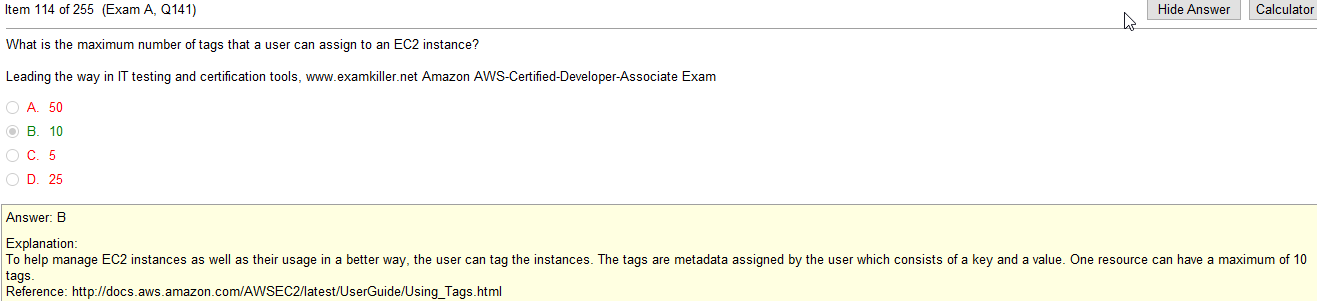 Item 114 of 255 (Exam A, Q141)
Hide Answer
Calculator
What is the maximum number of tags that a user can assign to an EC2 instance?
Leading the way in IT testing and certification tools, www.examkiller.net Amazon AWS-Certified-Developer-Associate Exam
A. 50
B. 10
C. 5
D. 25
Answer: B
Explanation:
To help manage EC2 instances as well as their usage in a better way, the user can tag the instances. The tags are metadata assigned by the user which consists of a key and a value. One resource can have a maximum of 10
tags.
Reference: http://docs.aws.amazon.com/AWSEC2/latest/UserGuide/Using_Tags.html